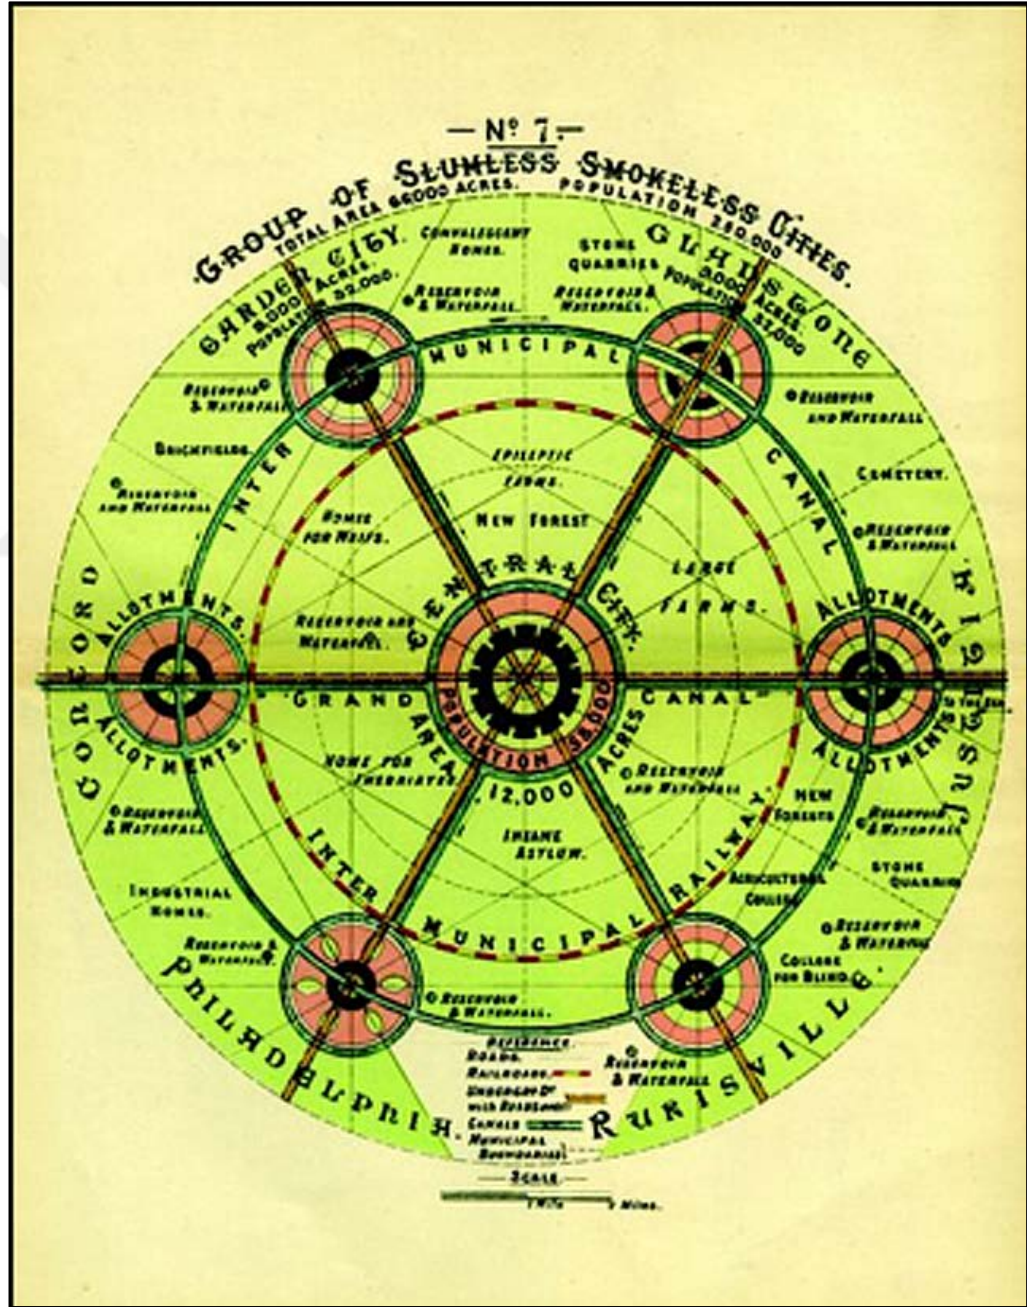 — Nº 7. —
GROUP OF SLUMLESS SMOKELESS CITIES.
TOTAL AREA 66000 ACRES. POPULATION 250,000
GARDEN CITY.
9,000 ACRES.
POPULATION 32,000.
CONVALESCENT
HOMES.
STONE
QUARRIES
GLADSTONE
9,000 ACRES.
POPULATION
32,000
RESERVOIR
& WATERFALL.
RESERVOIR &
WATERFALL.
INTER MUNICIPAL CANAL
RESERVOIR
& WATERFALL
RESERVOIR
AND WATERFALL
BRICKFIELDS.
EPILEPTIC
FARMS.
CEMETERY.
RESERVOIR
AND WATERFALL
HOMES
FOR WAIFS.
NEW FOREST
RESERVOIR
& WATERFALL
LARGE
FARMS.
CENTRAL CITY.
CONCORD
ALLOTMENTS.
RESERVOIR AND
WATERFALL.
ALLOTMENTS
JUSTITIA
GRAND CANAL
POPULATION 58,000.
TO THE SEA.
ALLOTMENTS.
AREA 12,000 ACRES
ALLOTMENTS
HOME FOR
INEBRIATES.
RESERVOIR
AND WATERFALL
RESERVOIR
& WATERFALL
NEW
FORESTS
RESERVOIR
& WATERFALL
INSANE
ASYLUM.
STONE
QUARRIES
INTER MUNICIPAL RAILWAY.
AGRICULTURAL
COLLEGE
INDUSTRIAL
HOMES.
RESERVOIR
& WATERFALL
RESERVOIR &
WATERFALL.
COLLEGE
FOR BLIND.
RESERVOIR
& WATERFALL.
PHILADELPHIA.
RURISVILLE.
REFERENCE.
ROADS.
RAILROADS.
UNDERGRD
WITH
CANALS
MUNICIPAL
BOUNDARIES
RESERVOIR
& WATERFALL
SCALE
1 MILE 2 MILES.